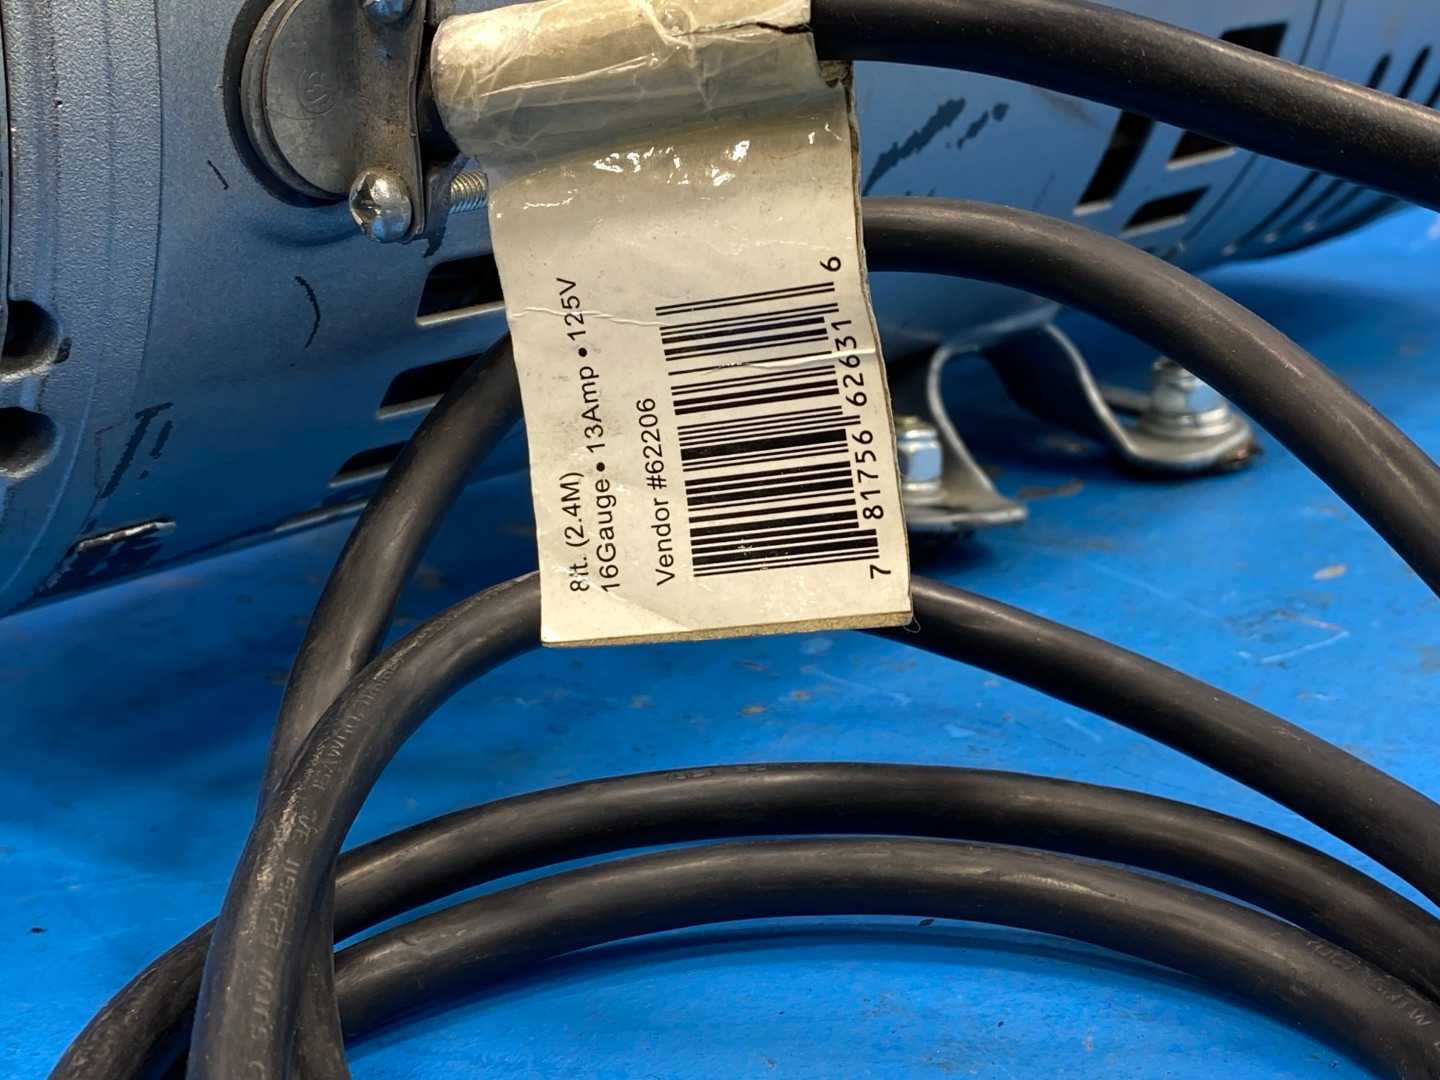 8ft. (2.4M)
16Gauge • 13Amp • 125V
Vendor #62206
7 81756 62631 6